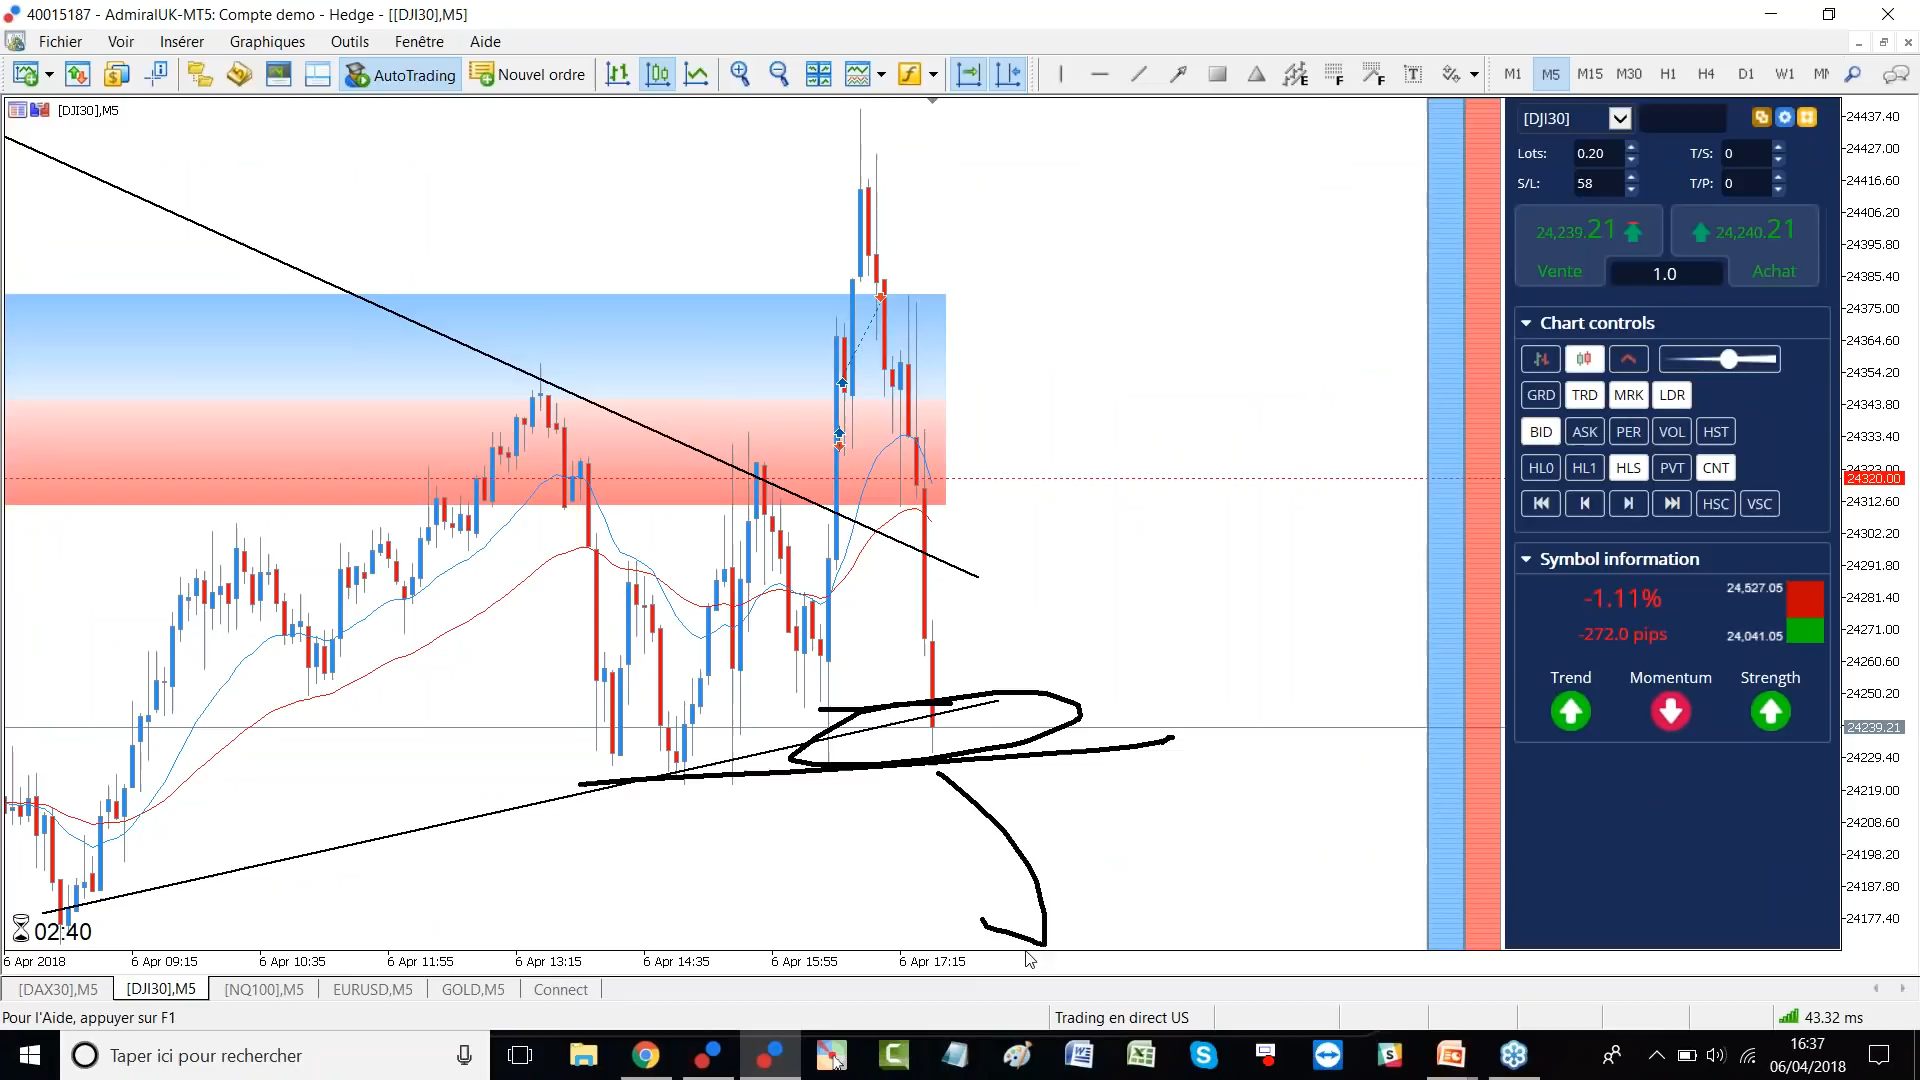 40015187 - AdmiralUK-MT5: Compte demo - Hedge - [[DJI30],M5]
Fichier Voir Insérer Graphiques Outils Fenêtre Aide
AutoTrading Nouvel ordre M1 M5 M15 M30 H1 H4 D1 W1
[DJI30],M5
[DJI30]
Lots: 0.20 T/S: 0
S/L: 58 T/P: 0
24,239.21 24,240.21
Vente 1.0 Achat
Chart controls
GRD TRD MRK LDR
BID ASK PER VOL HST
HL0 HL1 HLS PVT CNT
HSC VSC
Symbol information
-1.11% 24,527.05
-272.0 pips 24,041.05
Trend Momentum Strength
24437.40
24427.00
24416.60
24406.20
24395.80
24385.40
24375.00
24364.60
24354.20
24343.80
24333.40
24323.00
24320.00
24312.60
24302.20
24291.80
24281.40
24271.00
24260.60
24250.20
24239.21
24229.40
24219.00
24208.60
24198.20
24187.80
24177.40
02:40
6 Apr 2018 6 Apr 09:15 6 Apr 10:35 6 Apr 11:55 6 Apr 13:15 6 Apr 14:35 6 Apr 15:55 6 Apr 17:15
[DAX30],M5 [DJI30],M5 [NQ100],M5 EURUSD,M5 GOLD,M5 Connect
Pour l'Aide, appuyer sur F1 Trading en direct US 43.32 ms
Taper ici pour rechercher 16:37
06/04/2018